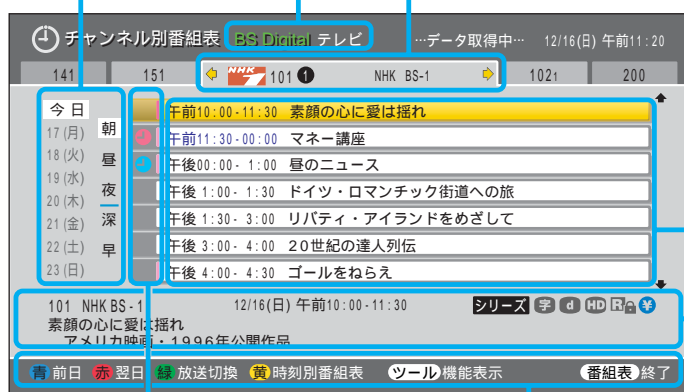 チャンネル別番組表 BS Digital テレビ …データ取得中… 12/16(日) 午前11:20
141 151 NHK 101 ❶ NHK BS-1 1021 200
今日
17 (月)
18 (火)
19 (水)
20 (木)
21 (金)
22 (土)
23 (日)
朝
昼
夜
深
早
午前10:00-11:30 素顔の心に愛は揺れ
午前11:30-00:00 マネー講座
午後00:00- 1:00 昼のニュース
午後 1:00- 1:30 ドイツ・ロマンチック街道への旅
午後 1:30- 3:00 リバティ・アイランドをめざして
午後 3:00- 4:00 20世紀の達人列伝
午後 4:00- 4:30 ゴールをねらえ
101 NHK BS-1 12/16(日) 午前10:00-11:30 シリーズ 字 d HD R ¥
素顔の心に愛は揺れ
アメリカ映画・1996年公開作品
青 前日 赤 翌日 緑 放送切換 黄 時刻別番組表 ツール 機能表示 番組表 終了